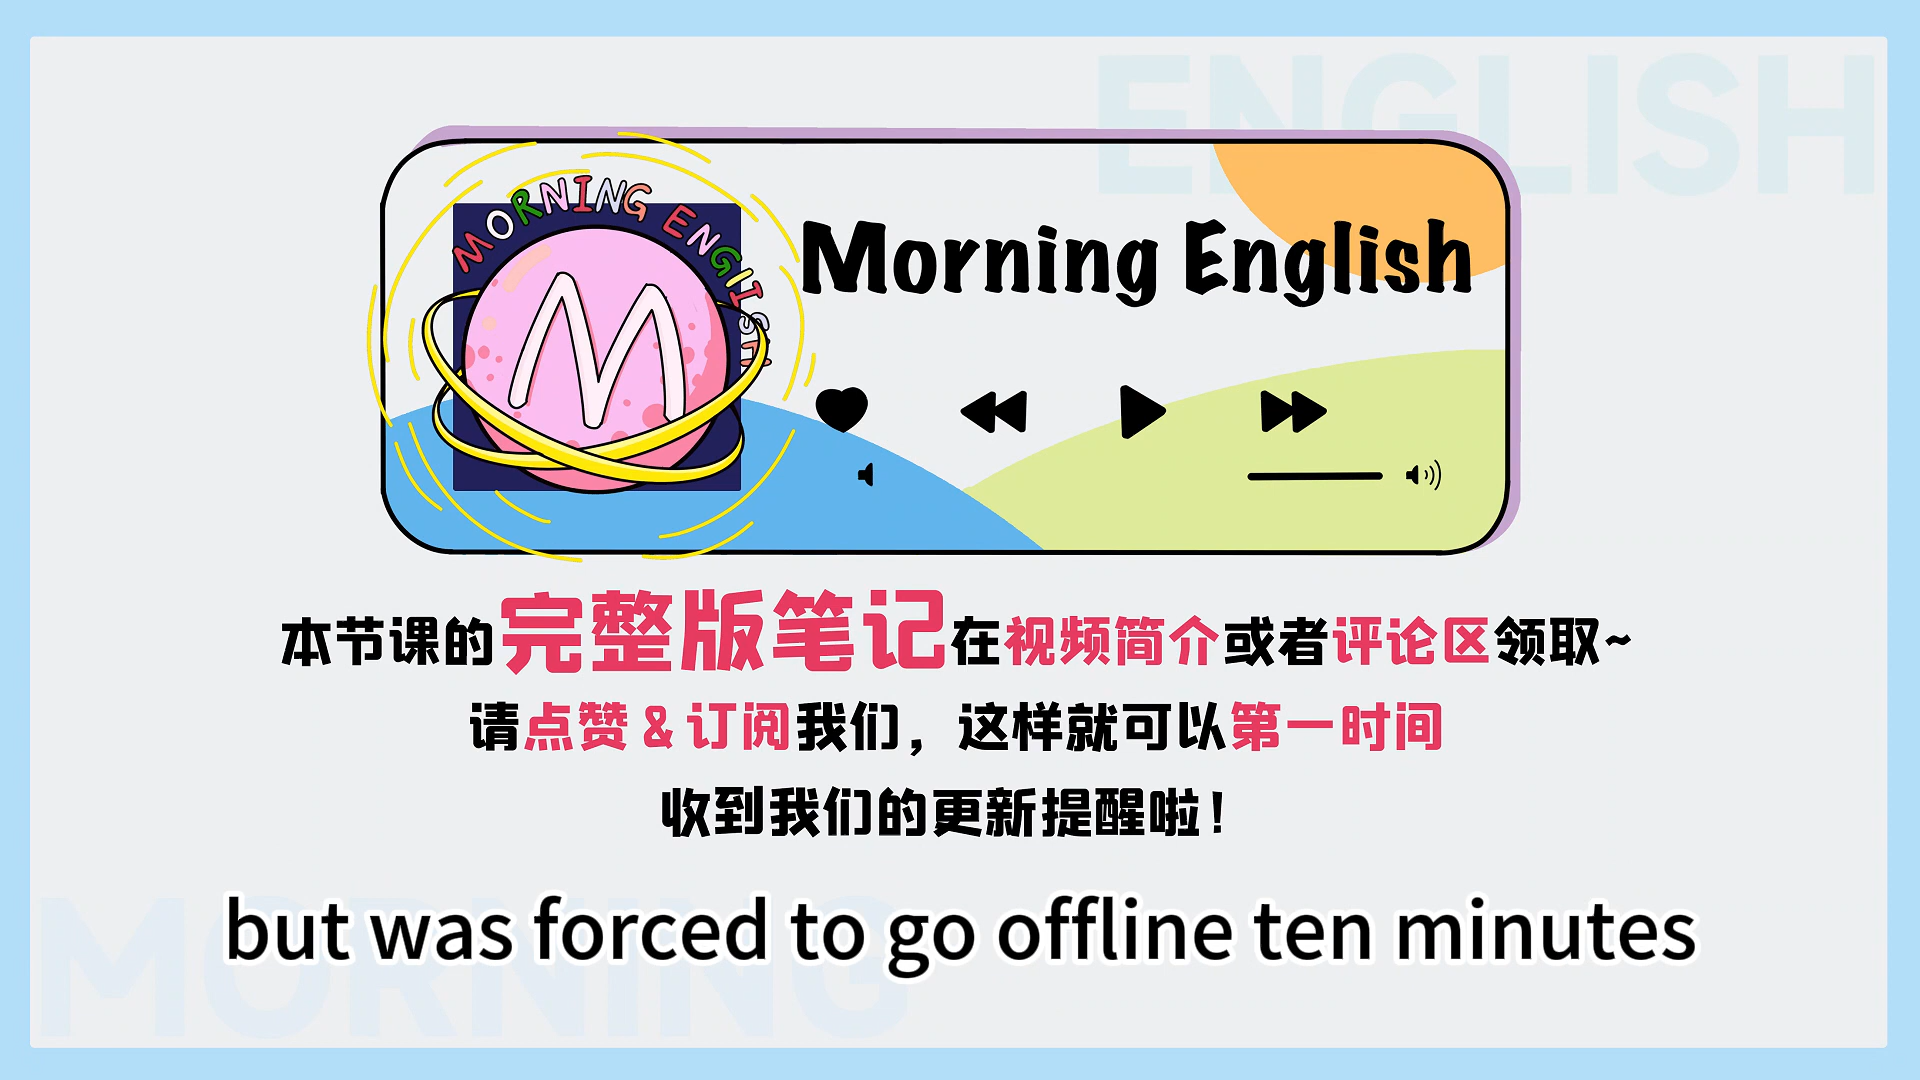 ENGLISH
MORNING ENGLISH
M
Morning English
本节课的完整版笔记在视频简介或者评论区领取~
请点赞&订阅我们，这样就可以第一时间
收到我们的更新提醒啦！
MORNING
but was forced to go offline ten minutes